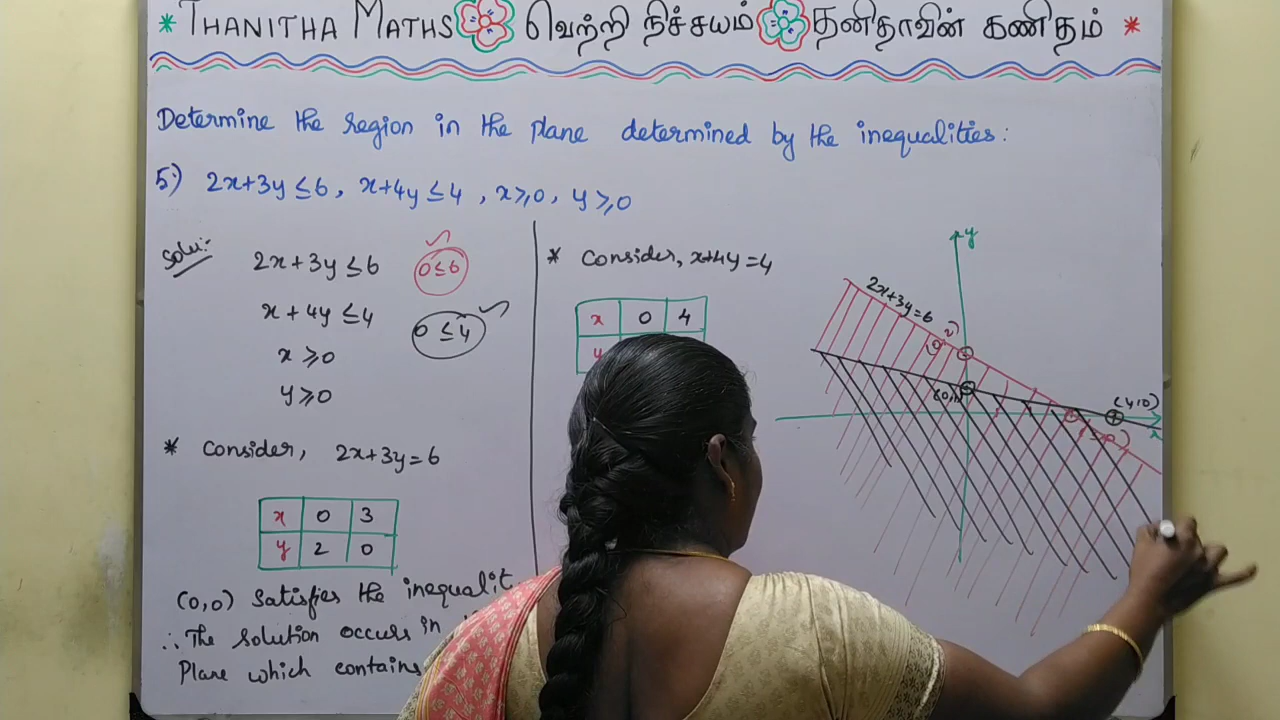 * THANITHA MATHS வெற்றி நிச்சயம் தனிதாவின் கணிதம் *
Determine the region in the plane determined by the inequalities:
5) 2x+3y≤6, x+4y≤4, x≥0, y≥0
Solu:-
2x+3y≤6 0≤6
x+4y≤4 0≤4
x≥0
y≥0
* Consider, 2x+3y=6
x 0 3
y 2 0
(0,0) satisfies the
∴ The solution occurs in
Plane which contains
* Consider, x+4y=4
x 0 4
y
y
2x+3y=6
(4,0)
x